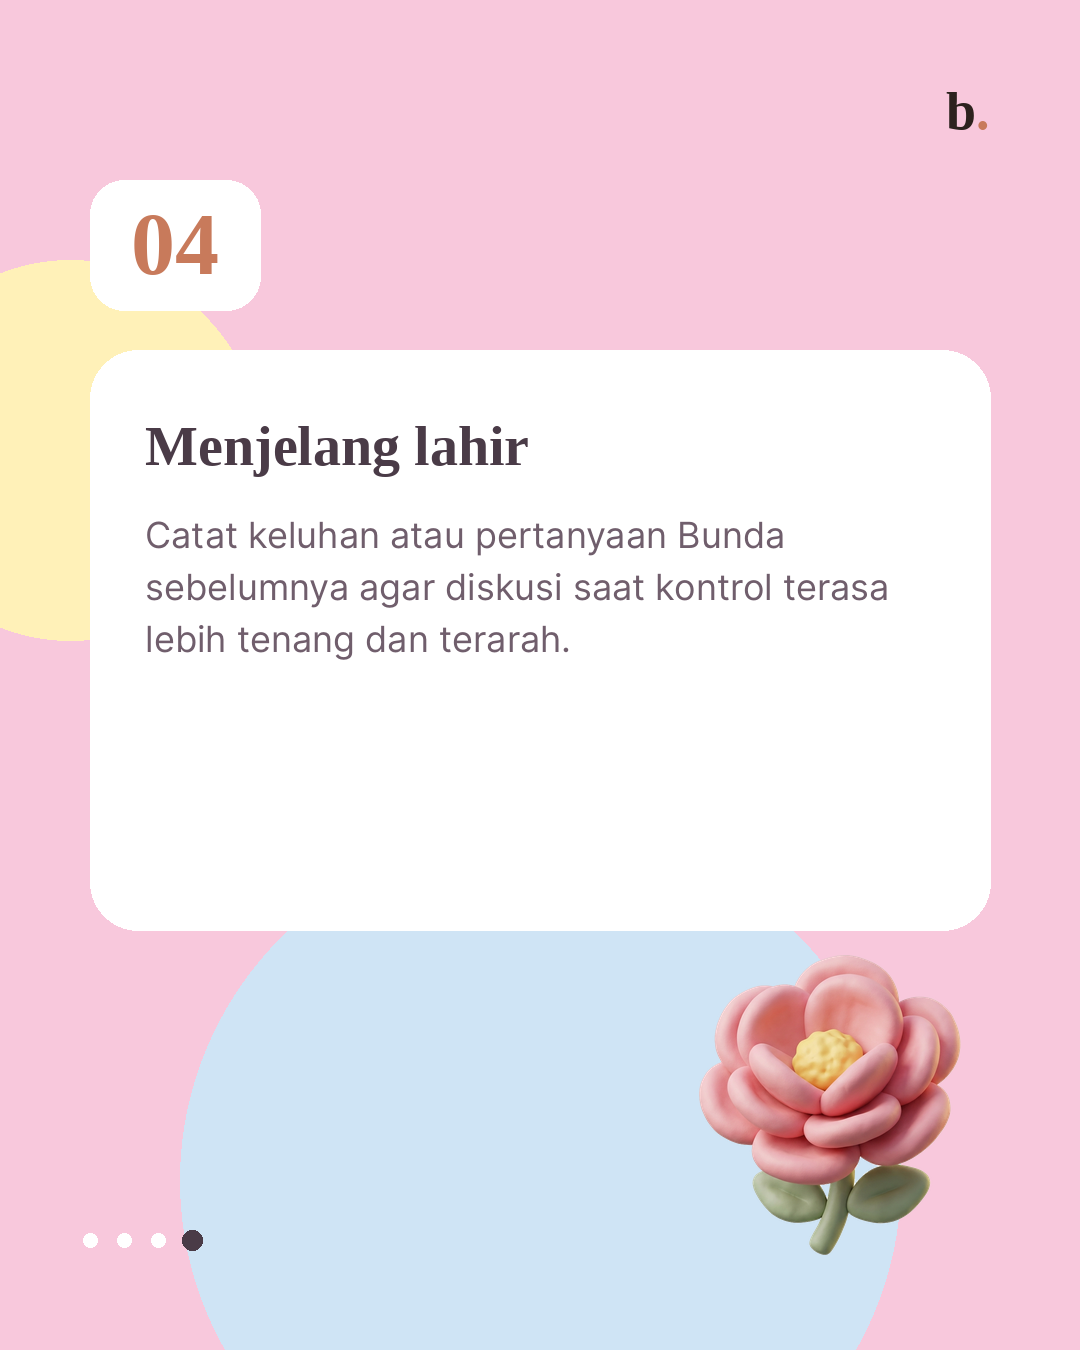 b.
04
Menjelang lahir
Catat keluhan atau pertanyaan Bunda
sebelumnya agar diskusi saat kontrol terasa
lebih tenang dan terarah.